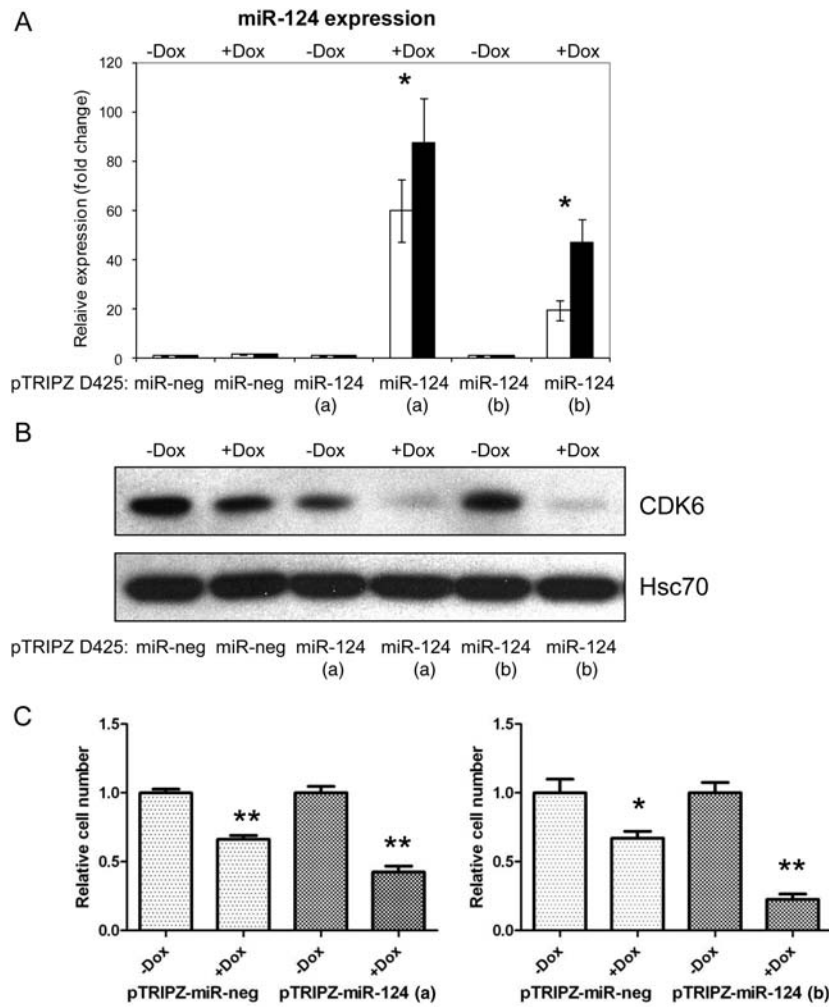 A
miR-124 expression
-Dox +Dox -Dox +Dox -Dox +Dox
Relaive expression (fold change)
120
100
80
60
40
20
0
* *
pTRIPZ D425: miR-neg miR-neg miR-124 miR-124 miR-124 miR-124
(a) (a) (b) (b)
B
-Dox +Dox -Dox +Dox -Dox +Dox
CDK6
Hsc70
pTRIPZ D425: miR-neg miR-neg miR-124 miR-124 miR-124 miR-124
(a) (a) (b) (b)
C
Relative cell number
1.5
1.0
0.5
0.0
** **
-Dox +Dox -Dox +Dox
pTRIPZ-miR-neg pTRIPZ-miR-124 (a)
Relative cell number
1.5
1.0
0.5
0.0
* **
-Dox +Dox -Dox +Dox
pTRIPZ-miR-neg pTRIPZ-miR-124 (b)